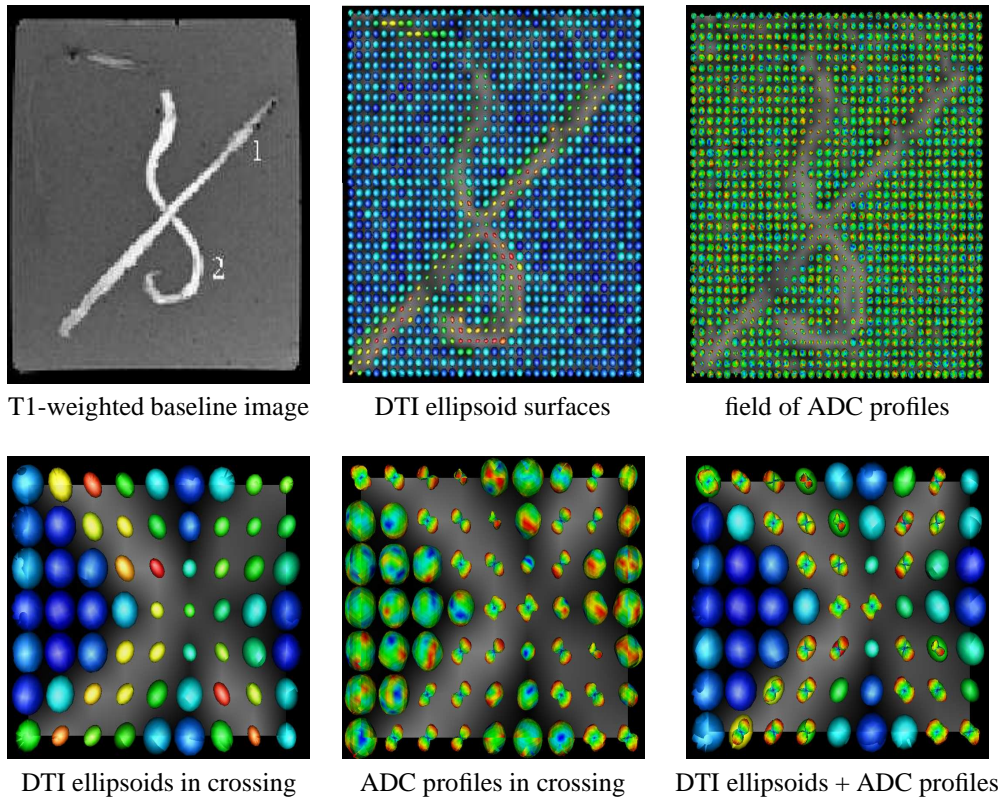 1
2
T1-weighted baseline image
DTI ellipsoid surfaces
field of ADC profiles
DTI ellipsoids in crossing
ADC profiles in crossing
DTI ellipsoids + ADC profiles